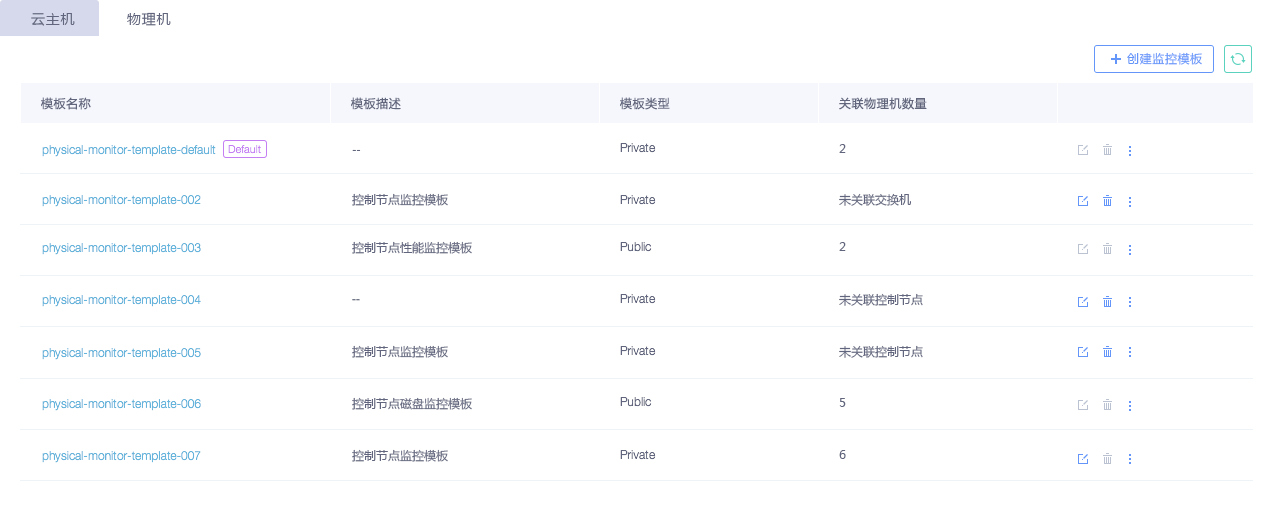 云主机 物理机
创建监控模板
模板名称 模板描述 模板类型 关联物理机数量
physical-monitor-template-default Default -- Private 2
physical-monitor-template-002 控制节点监控模板 Private 未关联交换机
physical-monitor-template-003 控制节点性能监控模板 Public 2
physical-monitor-template-004 -- Private 未关联控制节点
physical-monitor-template-005 控制节点监控模板 Private 未关联控制节点
physical-monitor-template-006 控制节点磁盘监控模板 Public 5
physical-monitor-template-007 控制节点监控模板 Private 6